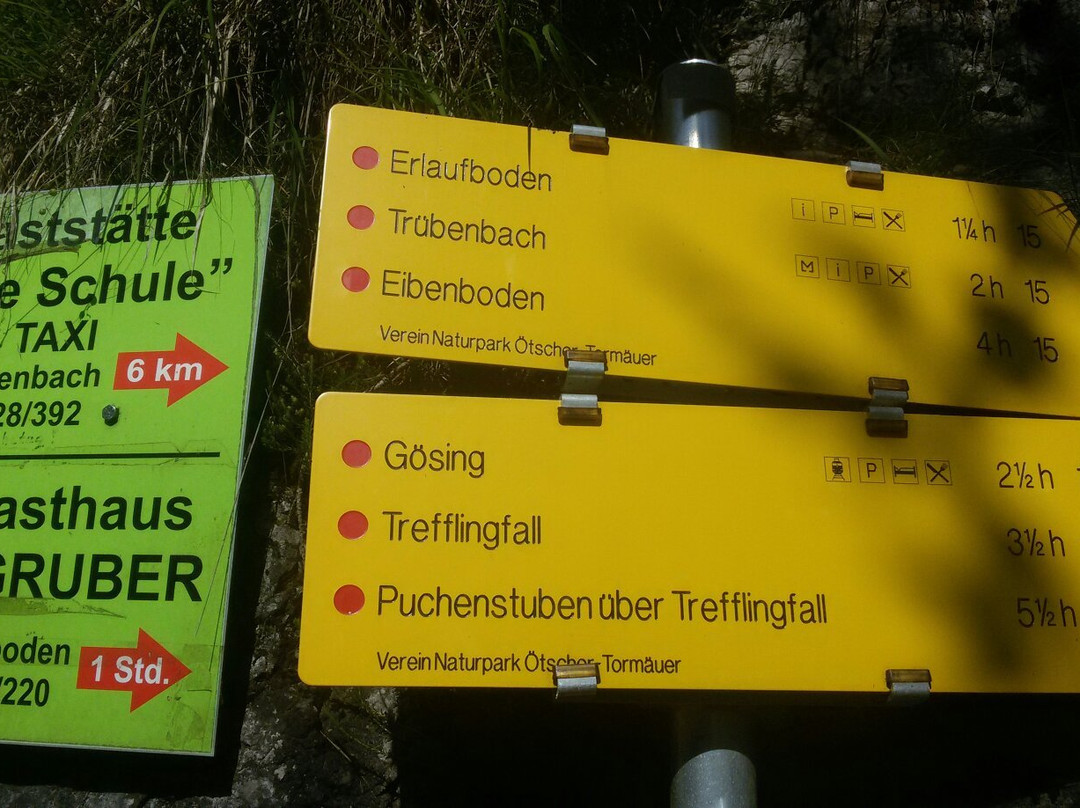 aststätte
e Schule”
TAXI
enbach
6 km
28/392
asthaus
GRUBER
oden
1 Std.
/220
Erlaufboden i P 1¼ h 15
Trübenbach M i P 2 h 15
Eibenboden 4 h 15
Verein Naturpark Ötscher-Tormäuer
Gösing P 2½ h
Trefflingfall 3½ h
Puchenstuben über Trefflingfall 5½ h
Verein Naturpark Ötscher-Tormäuer